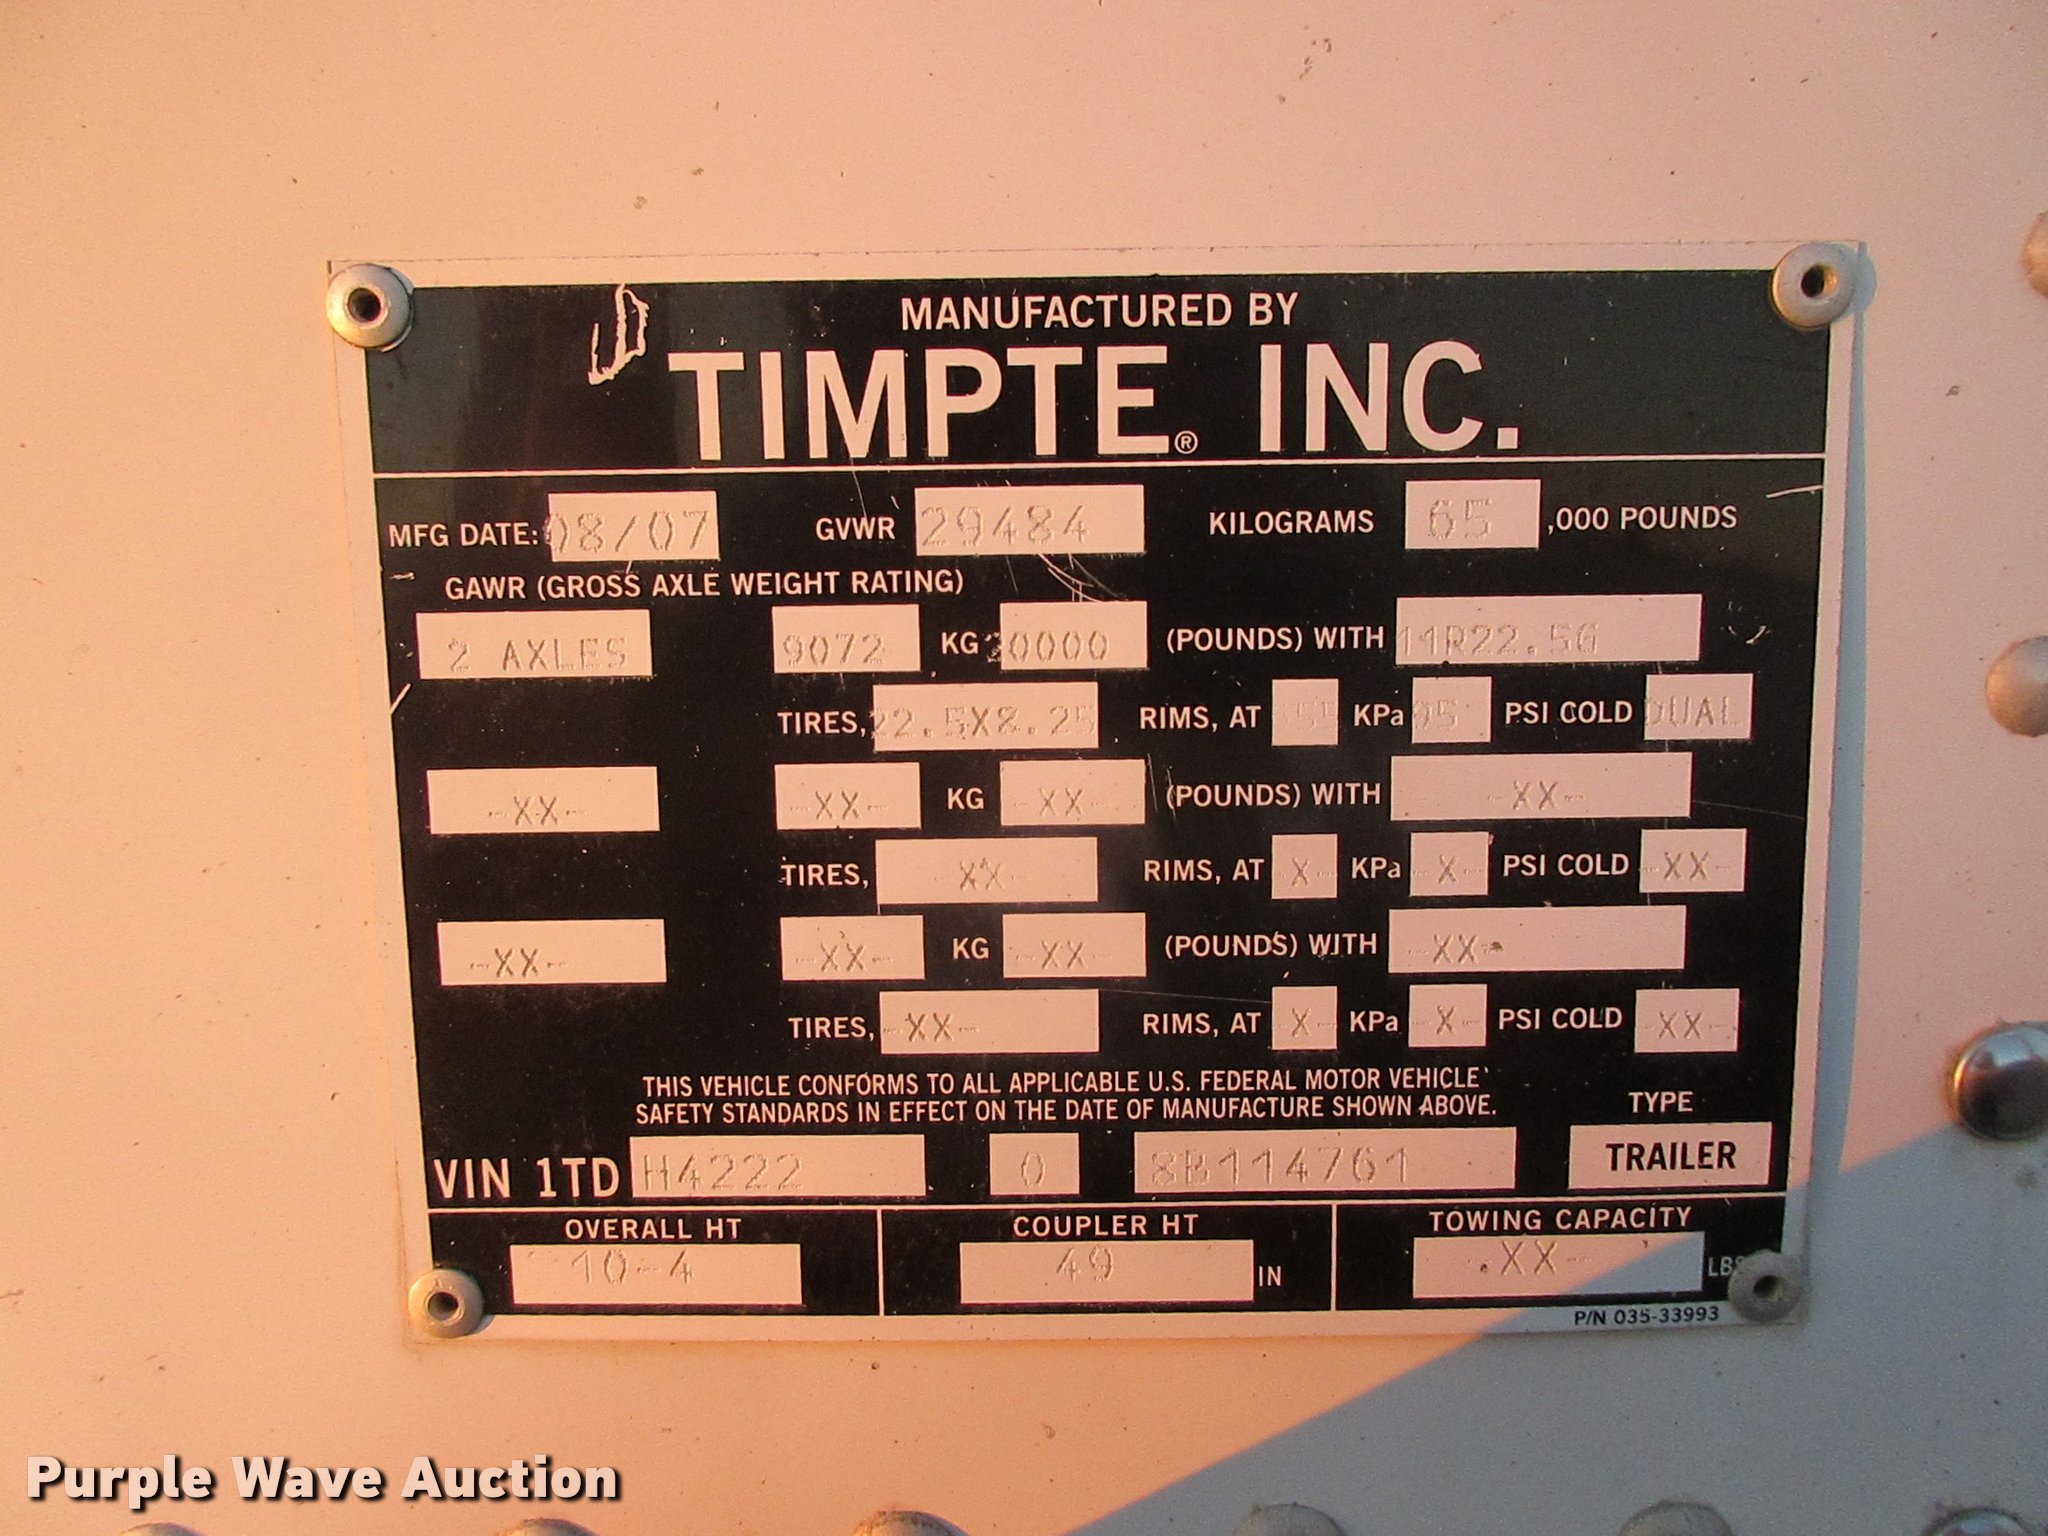 MANUFACTURED BY
TIMPTE® INC.
MFG DATE: 08/07 GVWR 29484 KILOGRAMS 65 ,000 POUNDS
GAWR (GROSS AXLE WEIGHT RATING)
2 AXLES 9072 KG 20000 (POUNDS) WITH 11R22.5G
TIRES, 22.5X8.25 RIMS, AT KPa 05 PSI COLD DUAL
-XX- -XX- KG -XX- (POUNDS) WITH -XX-
TIRES, -XX- RIMS, AT X- KPa -X- PSI COLD -XX-
-XX- -XX- KG -XX- (POUNDS) WITH -XX-
TIRES, -XX- RIMS, AT -X- KPa -X- PSI COLD -XX-
THIS VEHICLE CONFORMS TO ALL APPLICABLE U.S. FEDERAL MOTOR VEHICLE
SAFETY STANDARDS IN EFFECT ON THE DATE OF MANUFACTURE SHOWN ABOVE.
TYPE
VIN 1TD H4222 0 8B114761 TRAILER
OVERALL HT COUPLER HT TOWING CAPACITY
10-4 49 IN -XX- LBS
P/N 035-33993
Purple Wave Auction